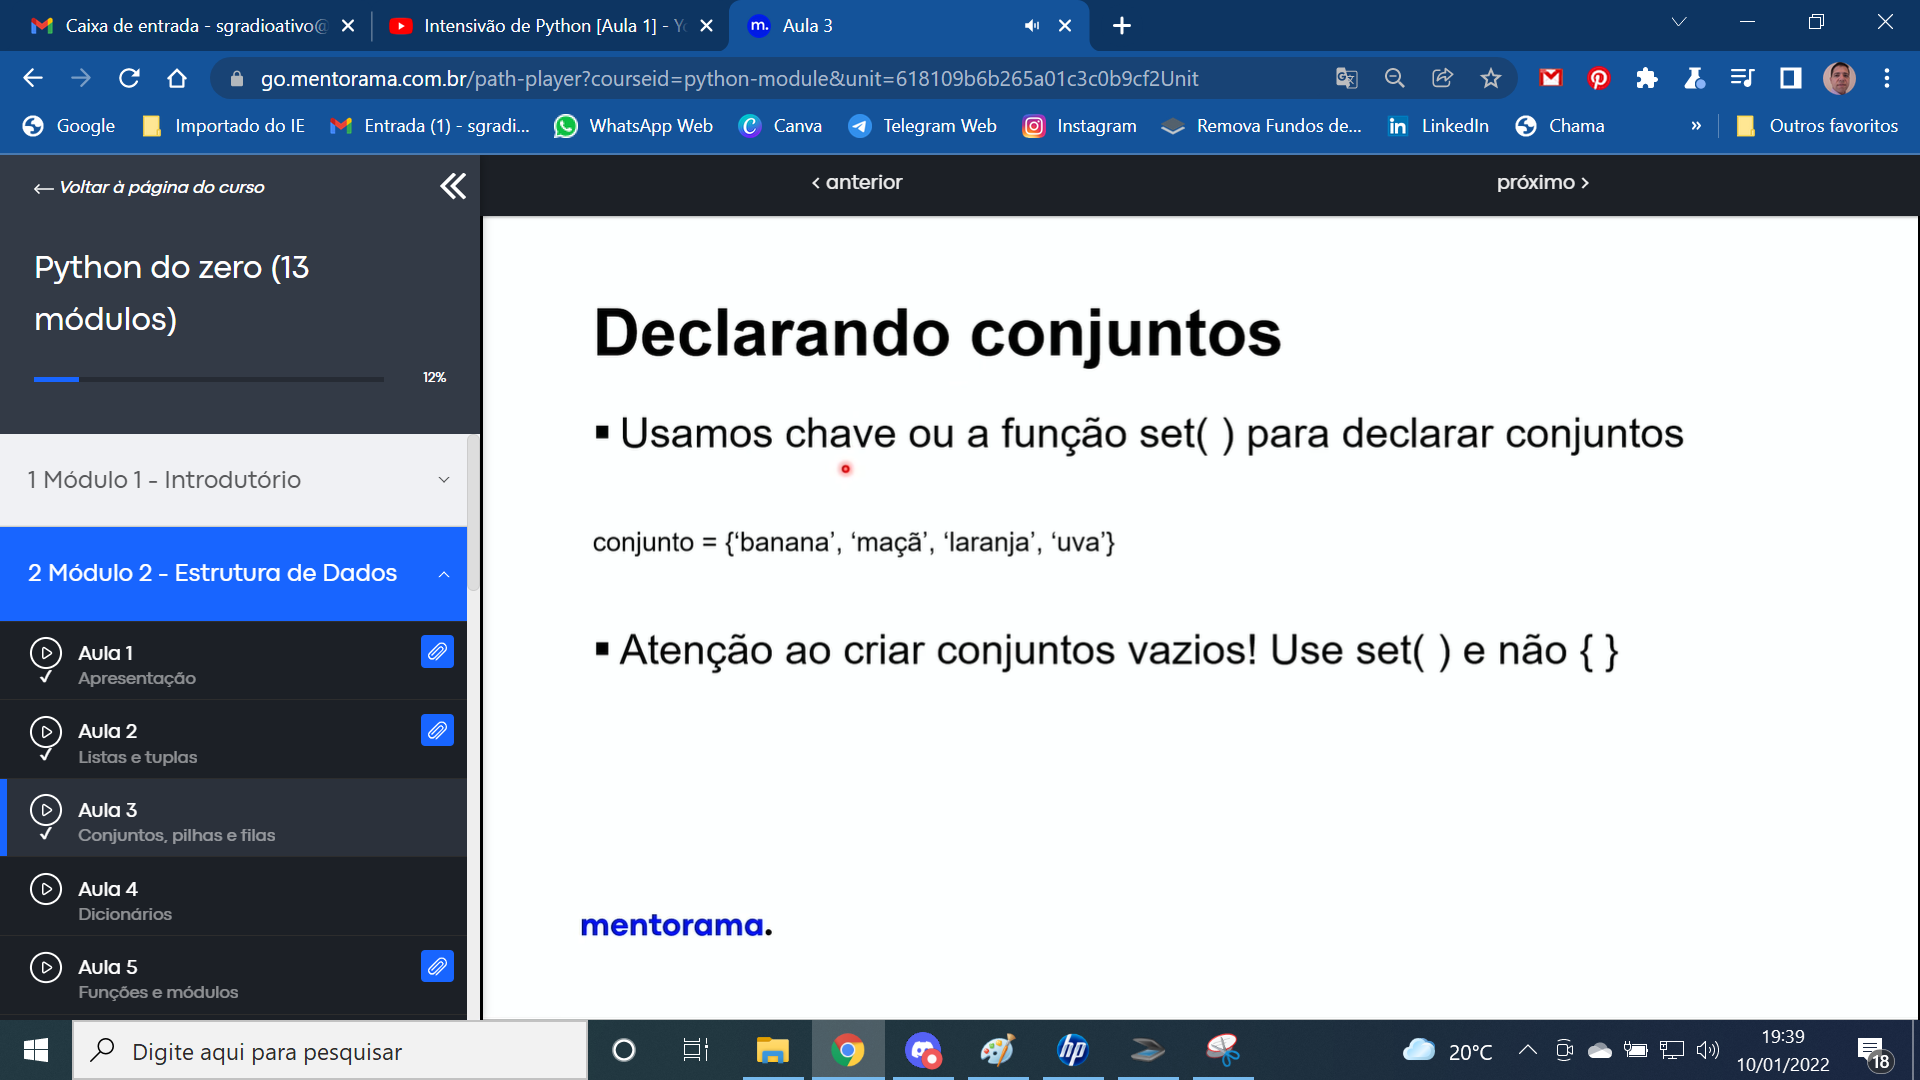 Caixa de entrada - sgradioativo@
Intensivão de Python [Aula 1] - Yo
Aula 3
go.mentorama.com.br/path-player?courseid=python-module&unit=618109b6b265a01c3c0b9cf2Unit
Google
Importado do IE
Entrada (1) - sgradi...
WhatsApp Web
Canva
Telegram Web
Instagram
Remova Fundos de...
LinkedIn
Chama
»
Outros favoritos
← Voltar à página do curso
‹ anterior
próximo ›
Python do zero (13
módulos)
12%
1 Módulo 1 - Introdutório
2 Módulo 2 - Estrutura de Dados
Aula 1
Apresentação
Aula 2
Listas e tuplas
Aula 3
Conjuntos, pilhas e filas
Aula 4
Dicionários
Aula 5
Funções e módulos
Declarando conjuntos
▪ Usamos chave ou a função set( ) para declarar conjuntos
conjunto = {‘banana’, ‘maçã’, ‘laranja’, ‘uva’}
▪ Atenção ao criar conjuntos vazios! Use set( ) e não { }
mentorama.
Digite aqui para pesquisar
hp
20°C
19:39
10/01/2022
18